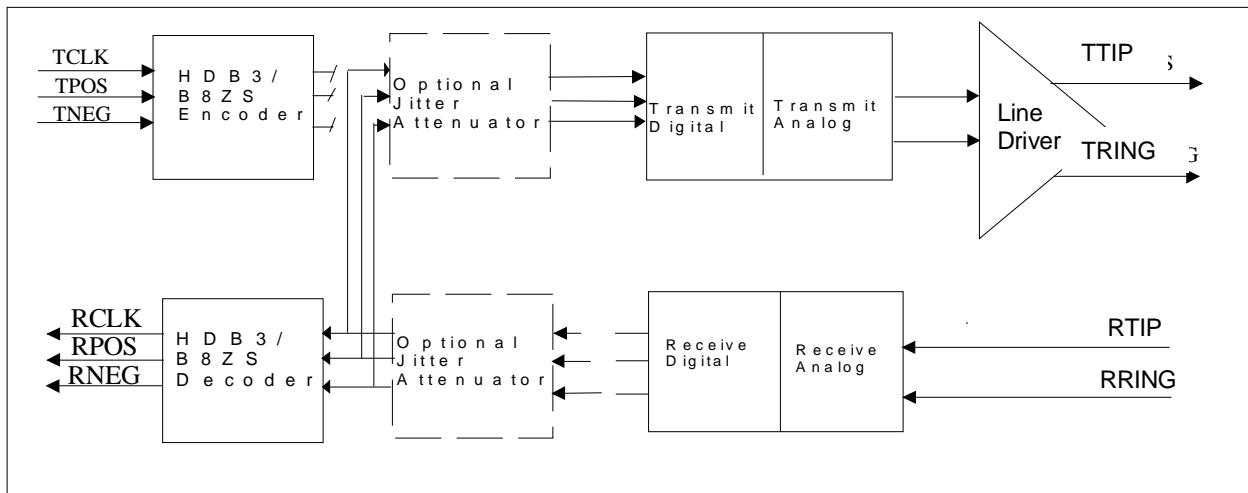 TCLK
TPOS
TNEG
HDB3/
B8ZS
Encoder
Optional
Jitter
Attenuator
Transmit
Digital
Transmit
Analog
Line
Driver
TTIP
TRING
RCLK
RPOS
RNEG
HDB3/
B8ZS
Decoder
Optional
Jitter
Attenuator
Receive
Digital
Receive
Analog
RTIP
RRING